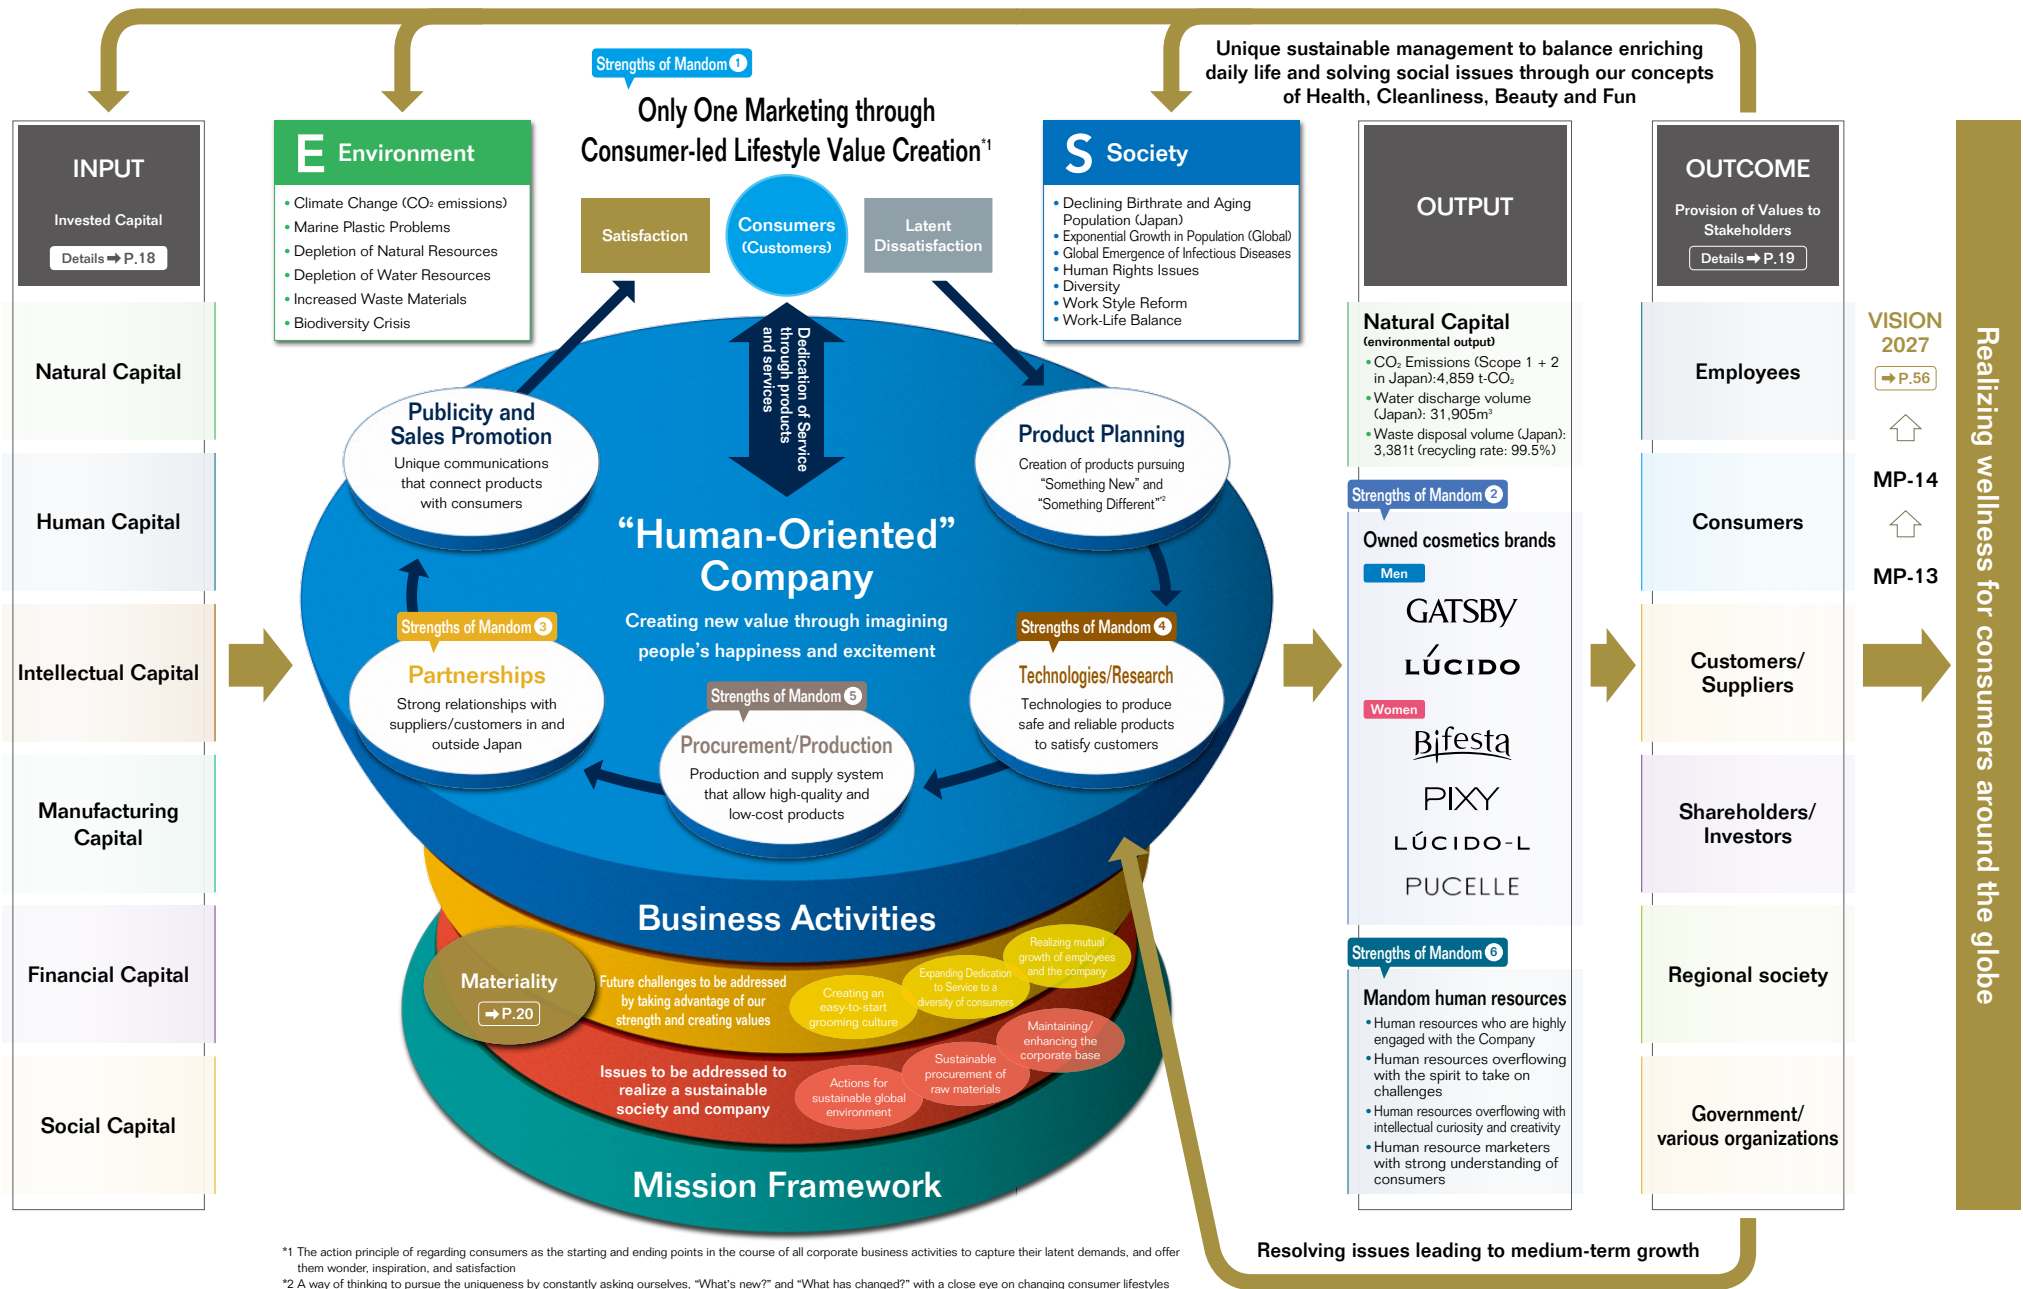 Unique sustainable management to balance enriching
daily life and solving social issues through our concepts
of Health, Cleanliness, Beauty and Fun
Strengths of Mandom 1
Only One Marketing through
Consumer-led Lifestyle Value Creation*1
INPUT
Invested Capital
Details ➡ P.18
Natural Capital
Human Capital
Intellectual Capital
Manufacturing
Capital
Financial Capital
Social Capital
E Environment
• Climate Change (CO₂ emissions)
• Marine Plastic Problems
• Depletion of Natural Resources
• Depletion of Water Resources
• Increased Waste Materials
• Biodiversity Crisis
Satisfaction
Consumers
(Customers)
Latent
Dissatisfaction
S Society
• Declining Birthrate and Aging
Population (Japan)
• Exponential Growth in Population (Global)
• Global Emergence of Infectious Diseases
• Human Rights Issues
• Diversity
• Work Style Reform
• Work-Life Balance
Dedication of Service
through products
and services
Publicity and
Sales Promotion
Unique communications
that connect products
with consumers
Product Planning
Creation of products pursuing
“Something New” and
“Something Different”*2
“Human-Oriented”
Company
Creating new value through imagining
people’s happiness and excitement
Strengths of Mandom 3
Partnerships
Strong relationships with
suppliers/customers in and
outside Japan
Strengths of Mandom 4
Technologies/Research
Technologies to produce
safe and reliable products
to satisfy customers
Strengths of Mandom 5
Procurement/Production
Production and supply system
that allow high-quality and
low-cost products
Business Activities
Materiality
➡ P.20
Future challenges to be addressed
by taking advantage of our
strength and creating values
Creating an
easy-to-start
grooming culture
Expanding Dedication
to Service to a
diversity of consumers
Realizing mutual
growth of employees
and the company
Issues to be addressed to
realize a sustainable
society and company
Actions for
sustainable global
environment
Sustainable
procurement of
raw materials
Maintaining/
enhancing the
corporate base
Mission Framework
OUTPUT
Natural Capital
(environmental output)
• CO₂ Emissions (Scope 1 + 2
in Japan):4,859 t-CO₂
• Water discharge volume
(Japan): 31,905m³
• Waste disposal volume (Japan):
3,381t (recycling rate: 99.5%)
Strengths of Mandom 2
Owned cosmetics brands
Men
GATSBY
LÚCIDO
Women
Bifesta
PIXY
LÚCIDO-L
PUCELLE
Strengths of Mandom 6
Mandom human resources
• Human resources who are highly
engaged with the Company
• Human resources overflowing
with the spirit to take on
challenges
• Human resources overflowing with
intellectual curiosity and creativity
• Human resource marketers
with strong understanding of
consumers
OUTCOME
Provision of Values to
Stakeholders
Details ➡ P.19
Employees
Consumers
Customers/
Suppliers
Shareholders/
Investors
Regional society
Government/
various organizations
VISION
2027
➡ P.56
MP-14
MP-13
Realizing wellness for consumers around the globe
Resolving issues leading to medium-term growth
*1 The action principle of regarding consumers as the starting and ending points in the course of all corporate business activities to capture their latent demands, and offer
them wonder, inspiration, and satisfaction
*2 A way of thinking to pursue the uniqueness by constantly asking ourselves, “What’s new?” and “What has changed?” with a close eye on changing consumer lifestyles